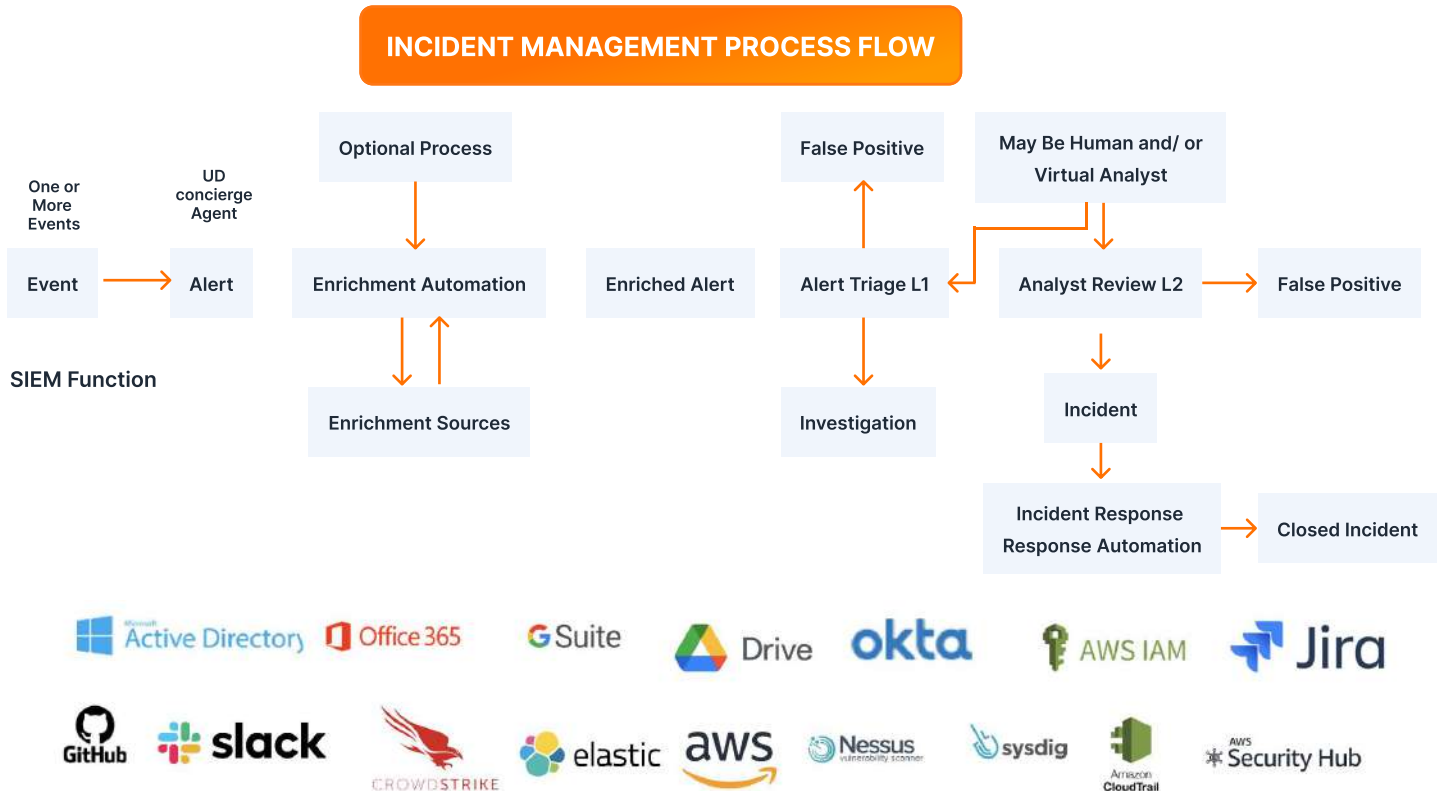 INCIDENT MANAGEMENT PROCESS FLOW
Optional Process
False Positive
May Be Human and/ or
Virtual Analyst
One or
More
Events
UD
concierge
Agent
Event
Alert
Enrichment Automation
Enriched Alert
Alert Triage L1
Analyst Review L2
False Positive
SIEM Function
Enrichment Sources
Investigation
Incident
Incident Response
Response Automation
Closed Incident
Microsoft
Active Directory
Office 365
G Suite
Drive
okta
AWS IAM
Jira
GitHub
slack
CROWDSTRIKE
elastic
aws
Nessus
vulnerability scanner
sysdig
Amazon
CloudTrail
AWS
Security Hub